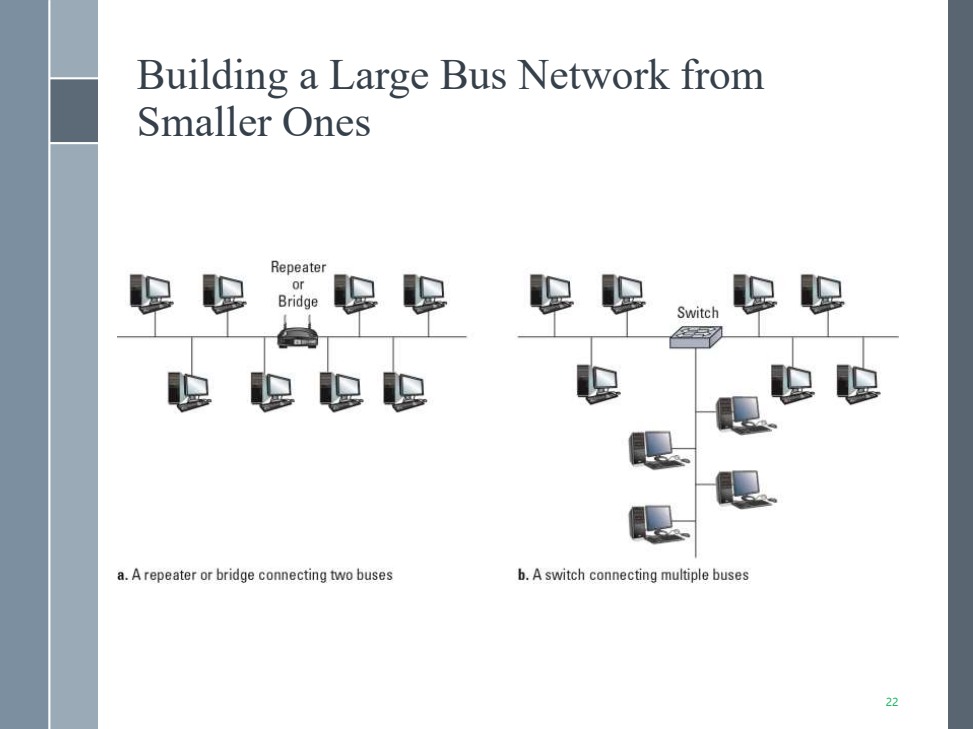 Building a Large Bus Network from
Smaller Ones
Repeater
or
Bridge
Switch
a. A repeater or bridge connecting two buses
b. A switch connecting multiple buses
22